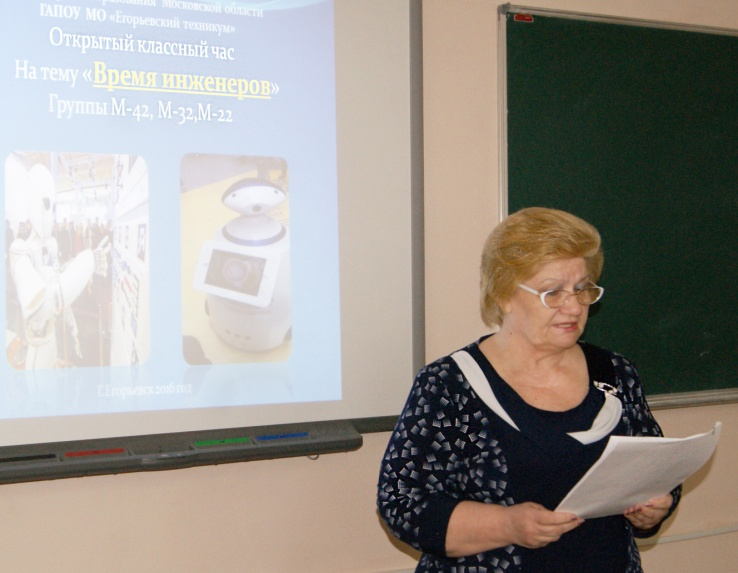 Московской области
ГАПОУ МО «Егорьевский техникум»
Открытый классный час
На тему «Время инженеров»
Группы М-42, М-32,М-22
Г.Егорьевск 2016